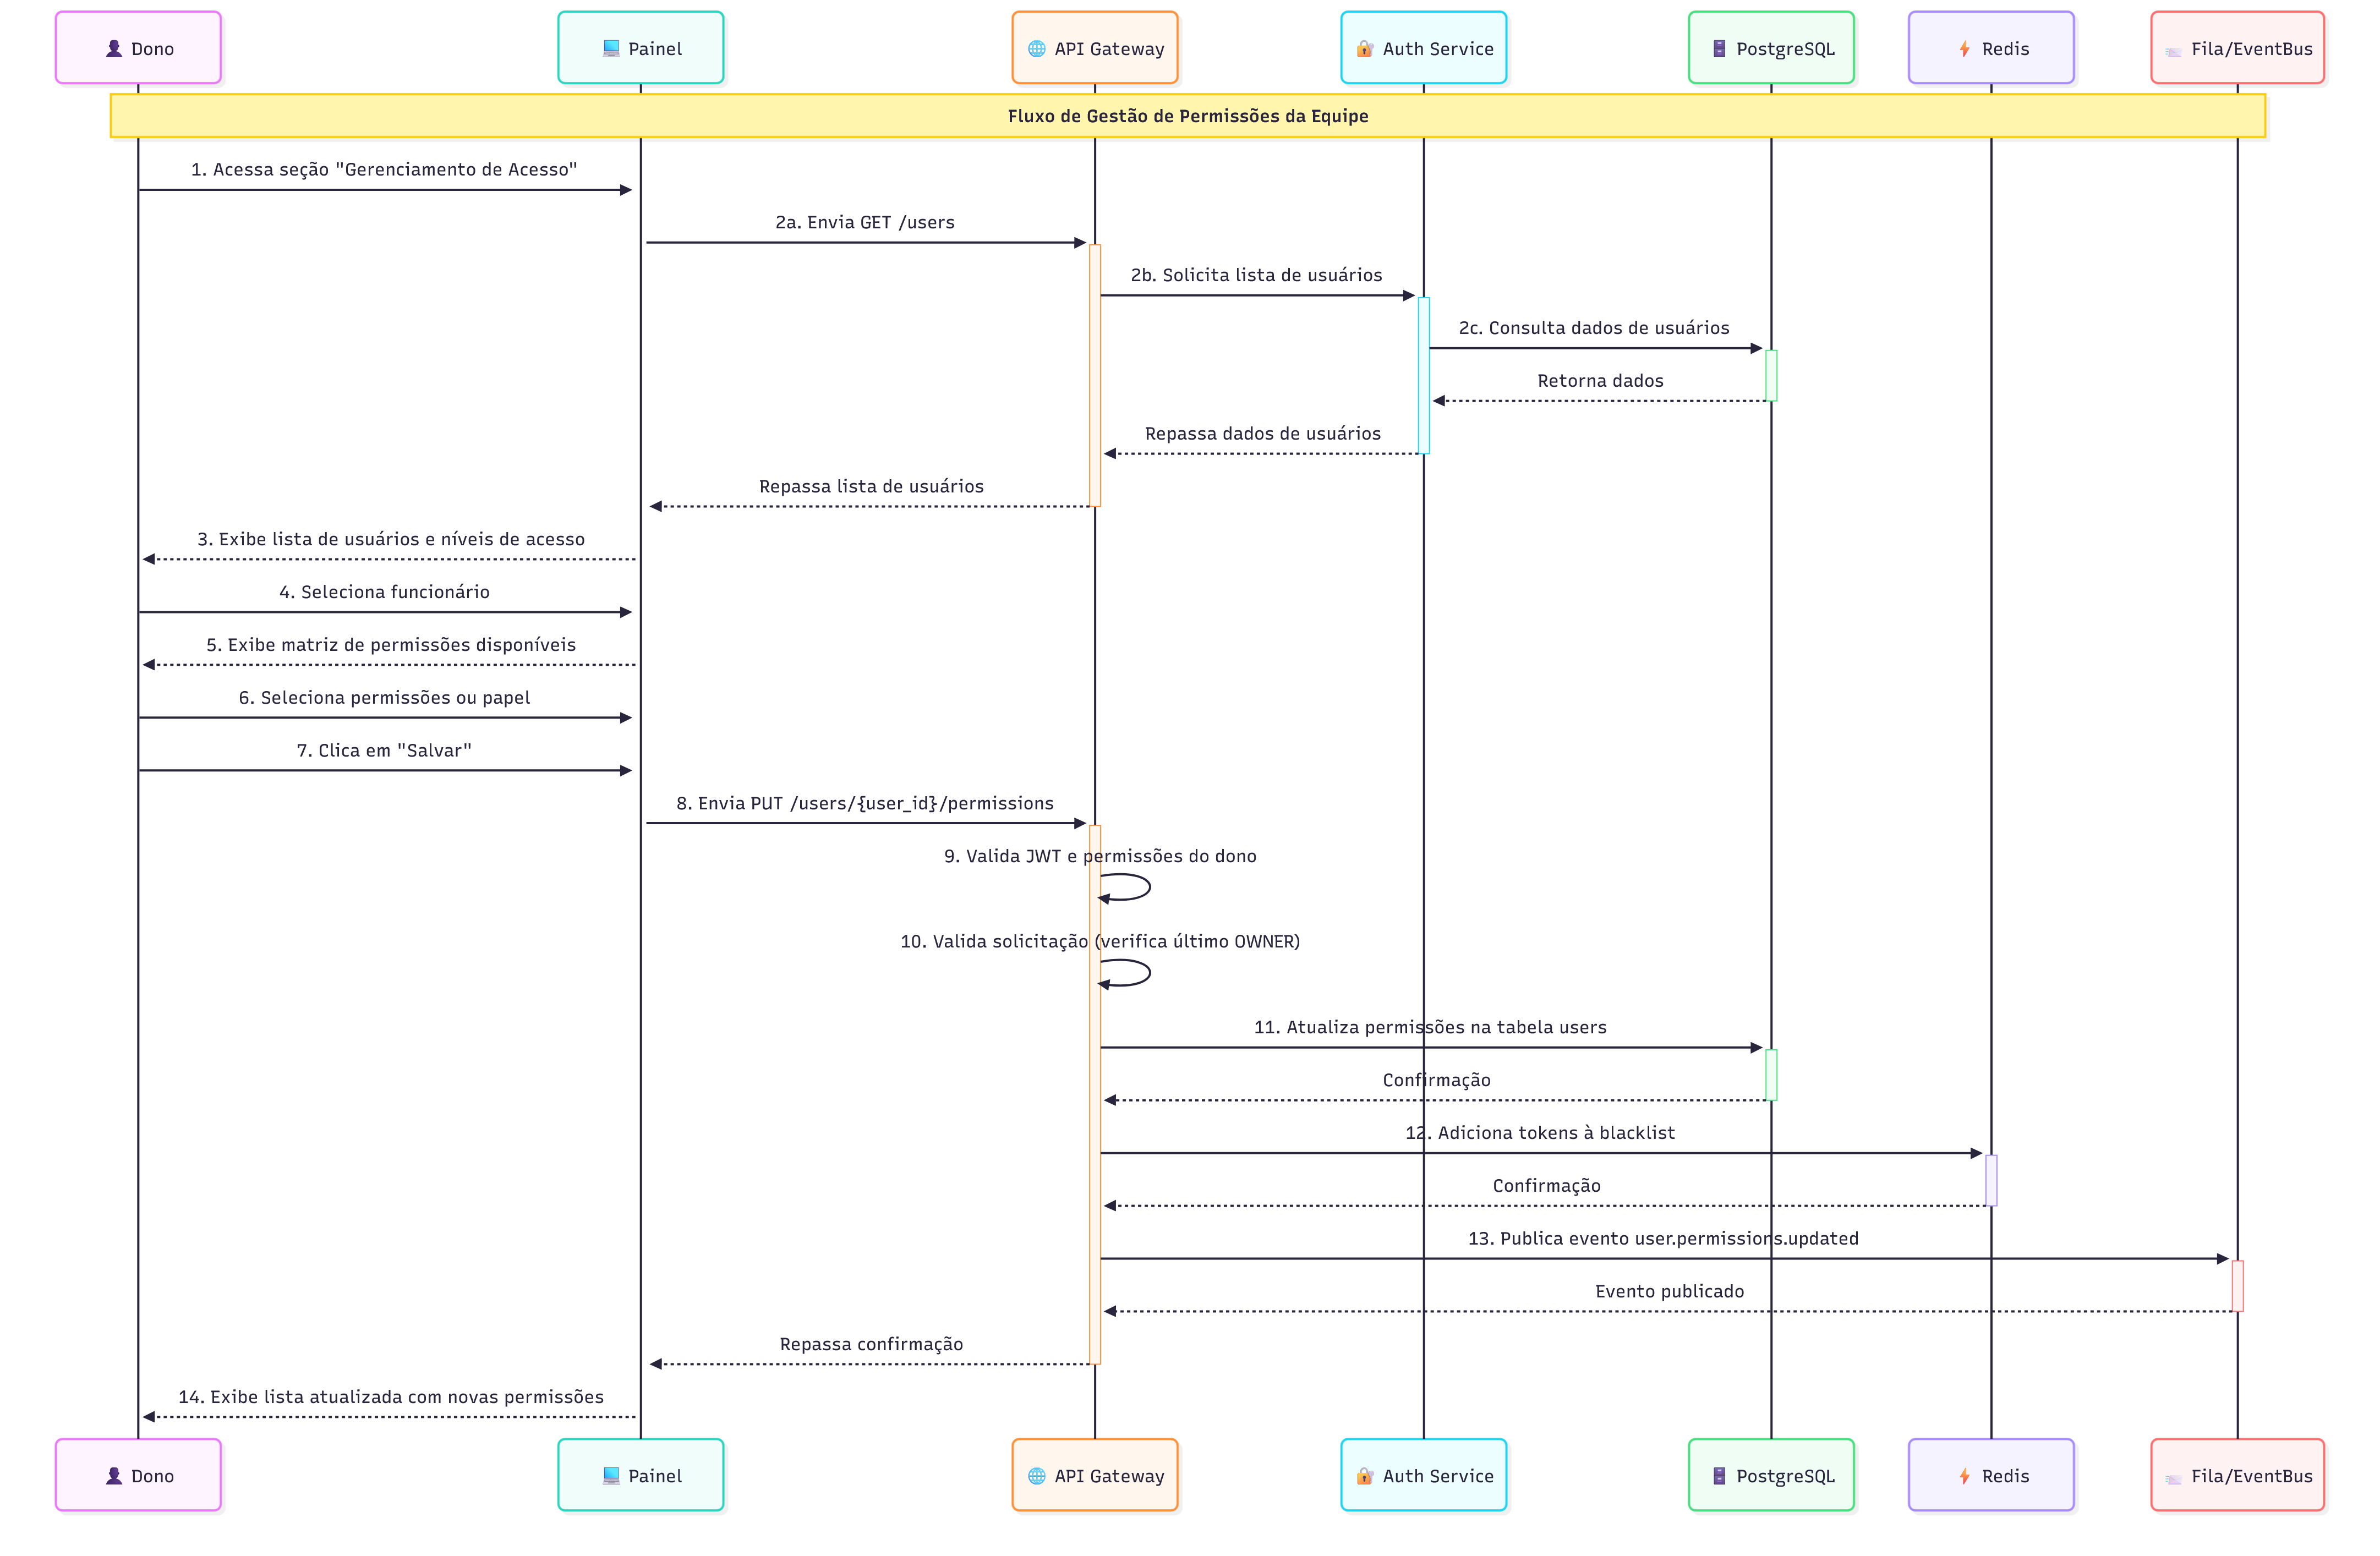 Dono
Painel
API Gateway
Auth Service
PostgreSQL
Redis
Fila/EventBus
Fluxo de Gestão de Permissões da Equipe
1. Acessa seção "Gerenciamento de Acesso"
2a. Envia GET /users
2b. Solicita lista de usuários
2c. Consulta dados de usuários
Retorna dados
Repassa dados de usuários
Repassa lista de usuários
3. Exibe lista de usuários e níveis de acesso
4. Seleciona funcionário
5. Exibe matriz de permissões disponíveis
6. Seleciona permissões ou papel
7. Clica em "Salvar"
8. Envia PUT /users/{user_id}/permissions
9. Valida JWT e permissões do dono
10. Valida solicitação (verifica último OWNER)
11. Atualiza permissões na tabela users
Confirmação
12. Adiciona tokens à blacklist
Confirmação
13. Publica evento user.permissions.updated
Evento publicado
Repassa confirmação
14. Exibe lista atualizada com novas permissões
Dono
Painel
API Gateway
Auth Service
PostgreSQL
Redis
Fila/EventBus